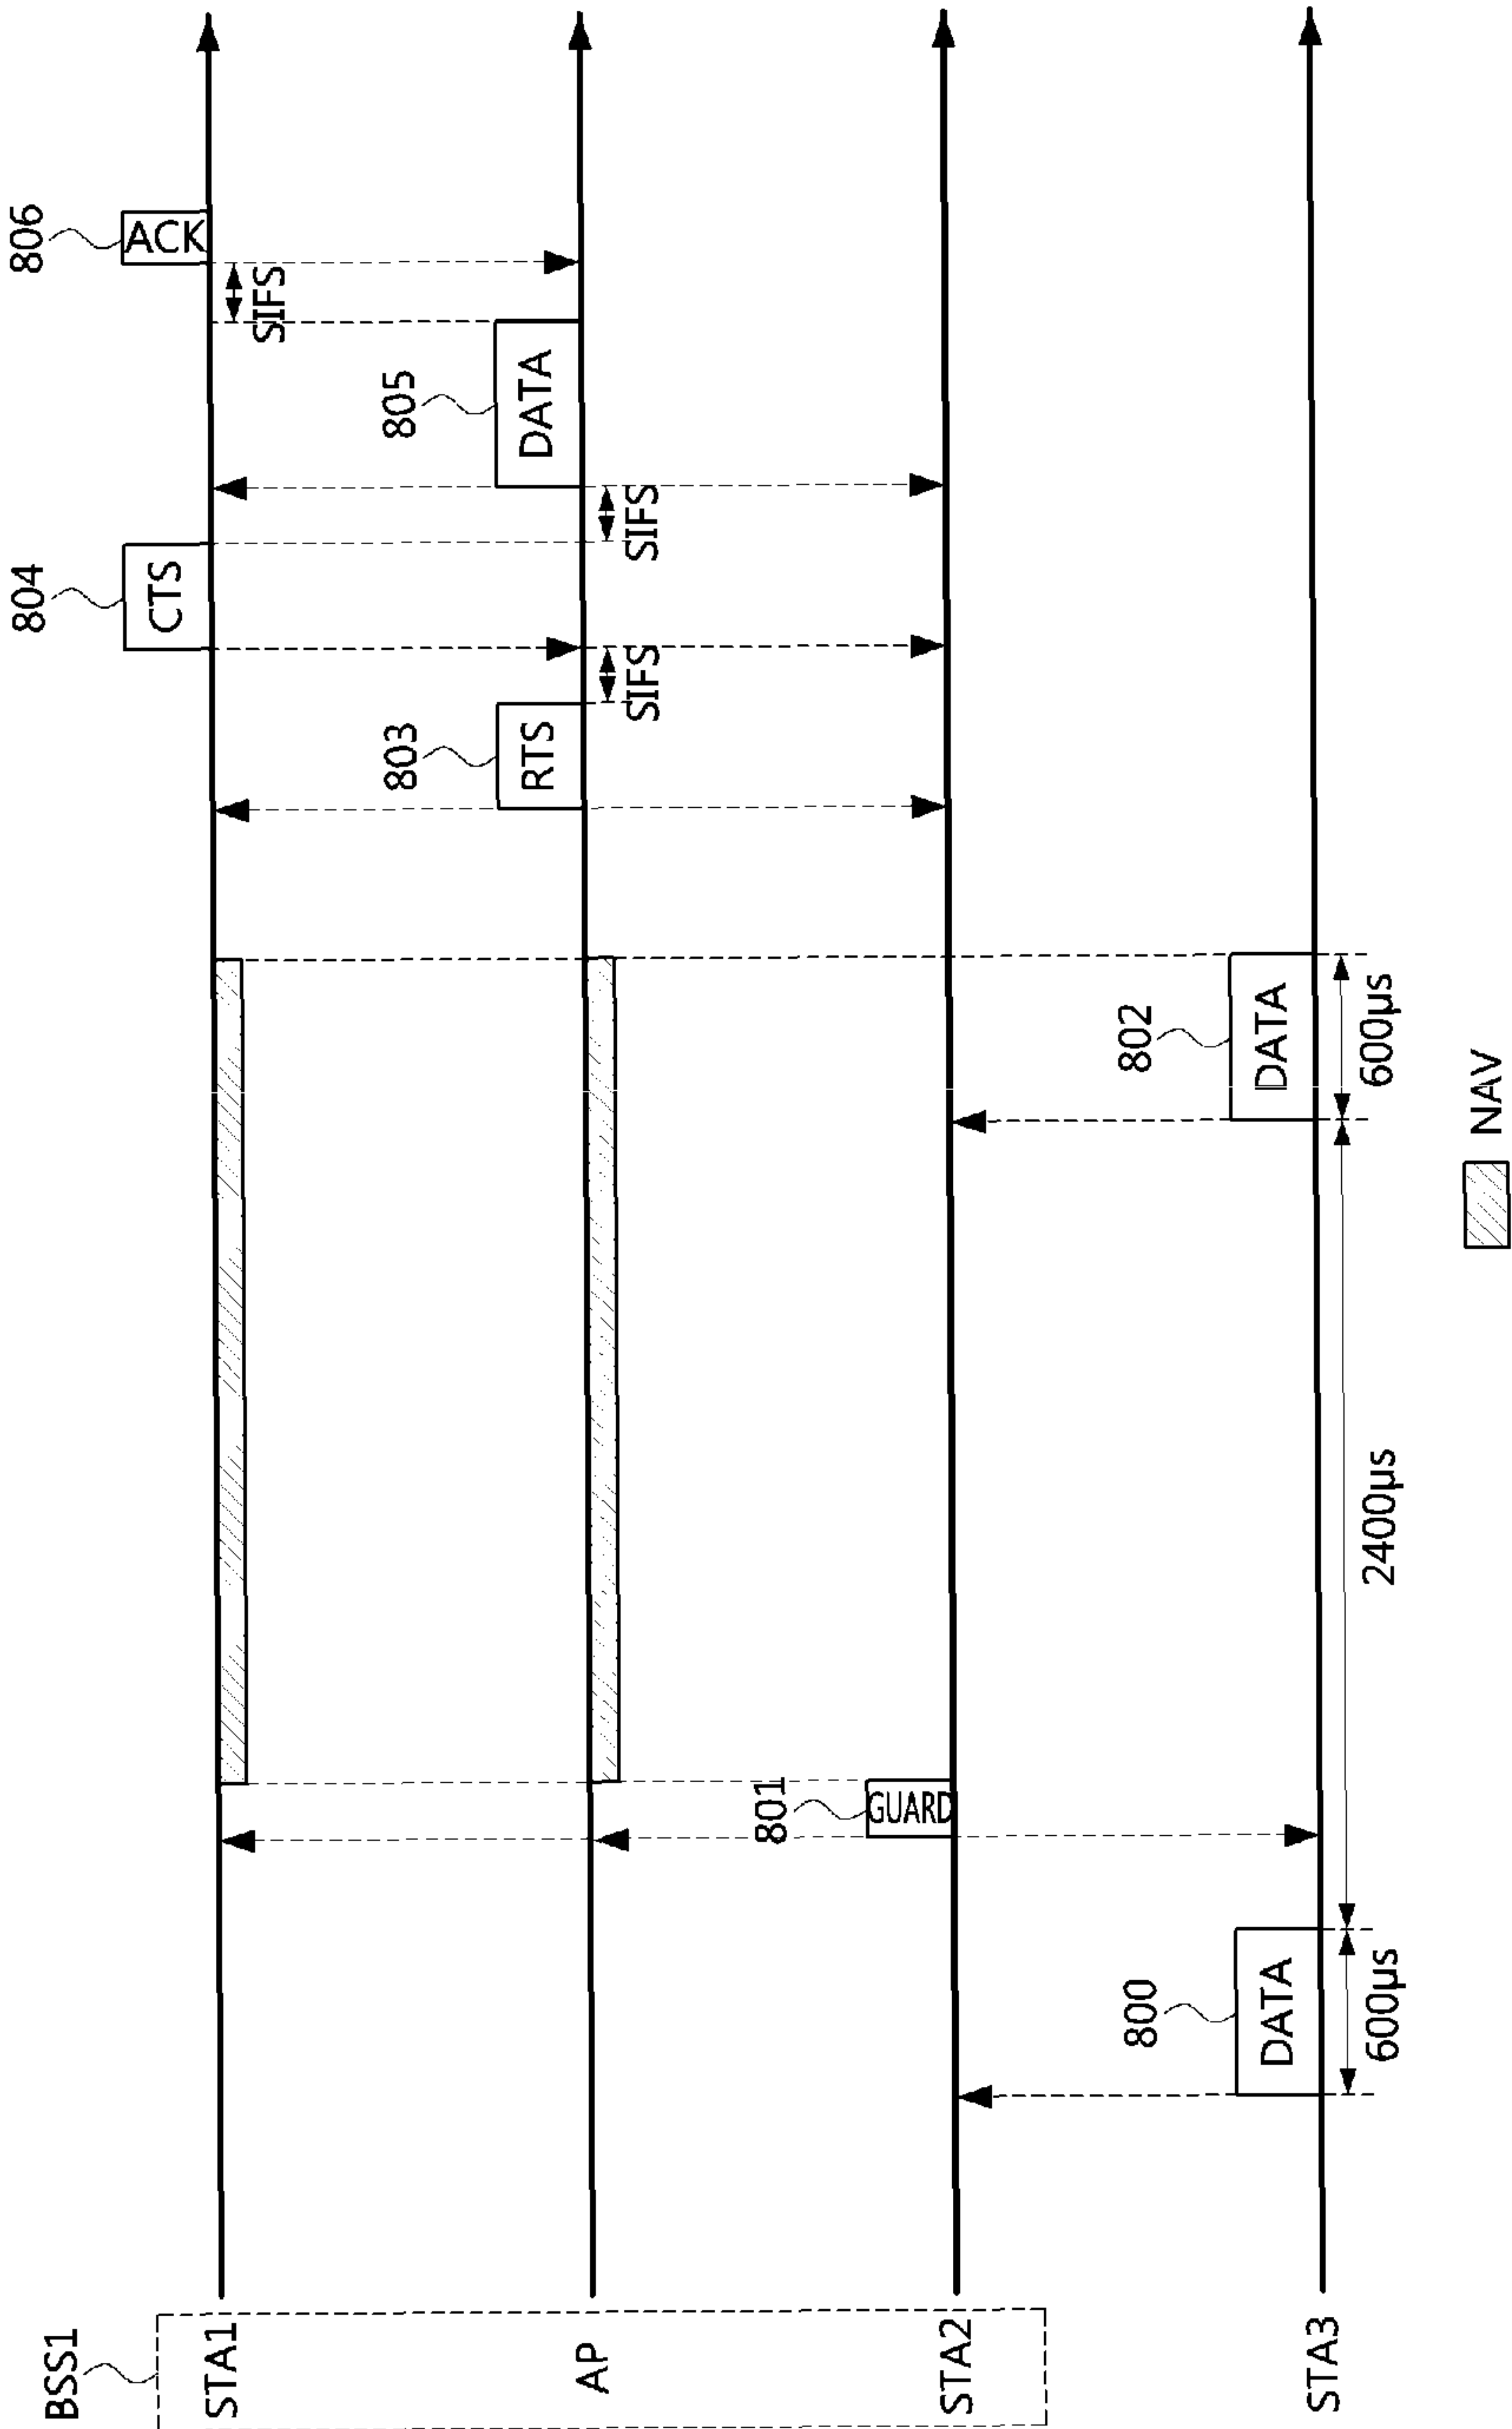 BSS1
STA1
AP
STA2
STA3
806
ACK
SIFS
804
CTS
805
DATA
SIFS
SIFS
803
RTS
801
GUARD
802
DATA
600μs
2400μs
800
DATA
600μs
NAV